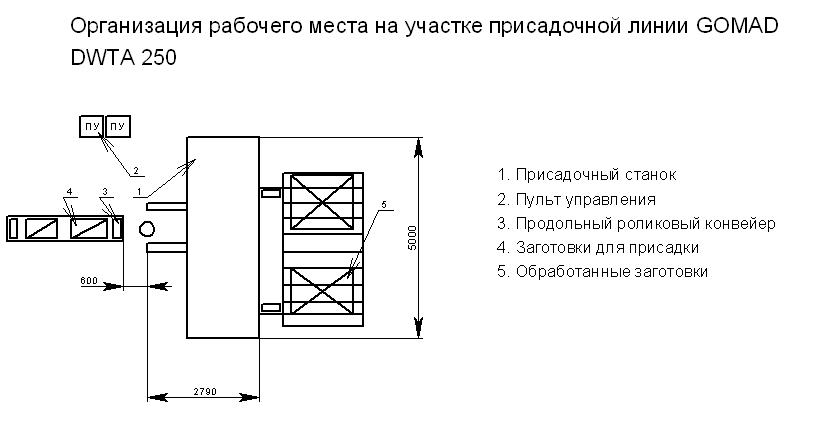 Организация рабочего места на участке присадочной линии GOMAD
DWTA 250
ПУ ПУ
2
4 3 1
5
600
5000
2790
1. Присадочный станок
2. Пульт управления
3. Продольный роликовый конвейер
4. Заготовки для присадки
5. Обработанные заготовки